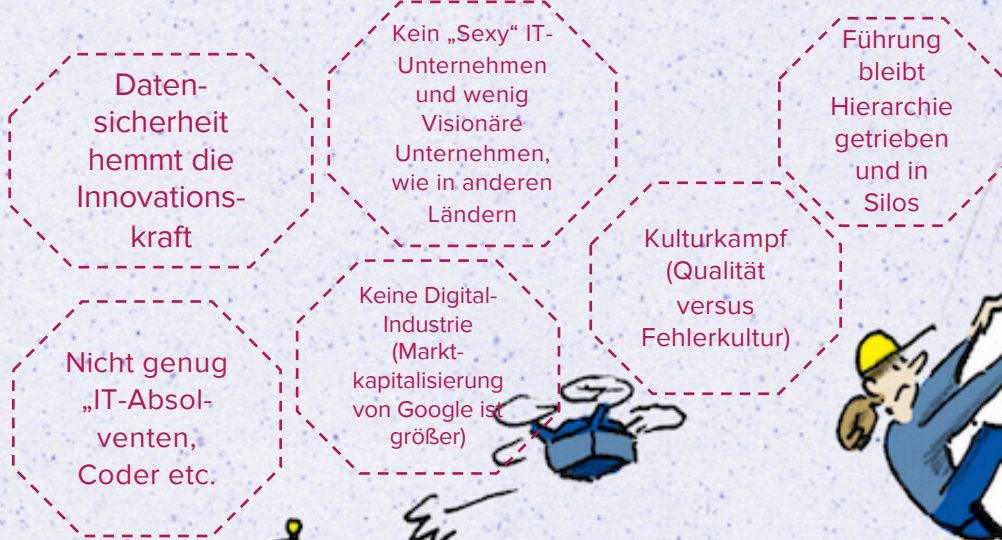 Daten-
sicherheit
hemmt die
Innovations-
kraft
Kein „Sexy“ IT-
Unternehmen
und wenig
Visionäre
Unternehmen,
wie in anderen
Ländern
Führung
bleibt
Hierarchie
getrieben
und in
Silos
Nicht genug
„IT-Absol-
venten,
Coder etc.
Keine Digital-
Industrie
(Markt-
kapitalisierung
von Google ist
größer)
Kulturkampf
(Qualität
versus
Fehlerkultur)